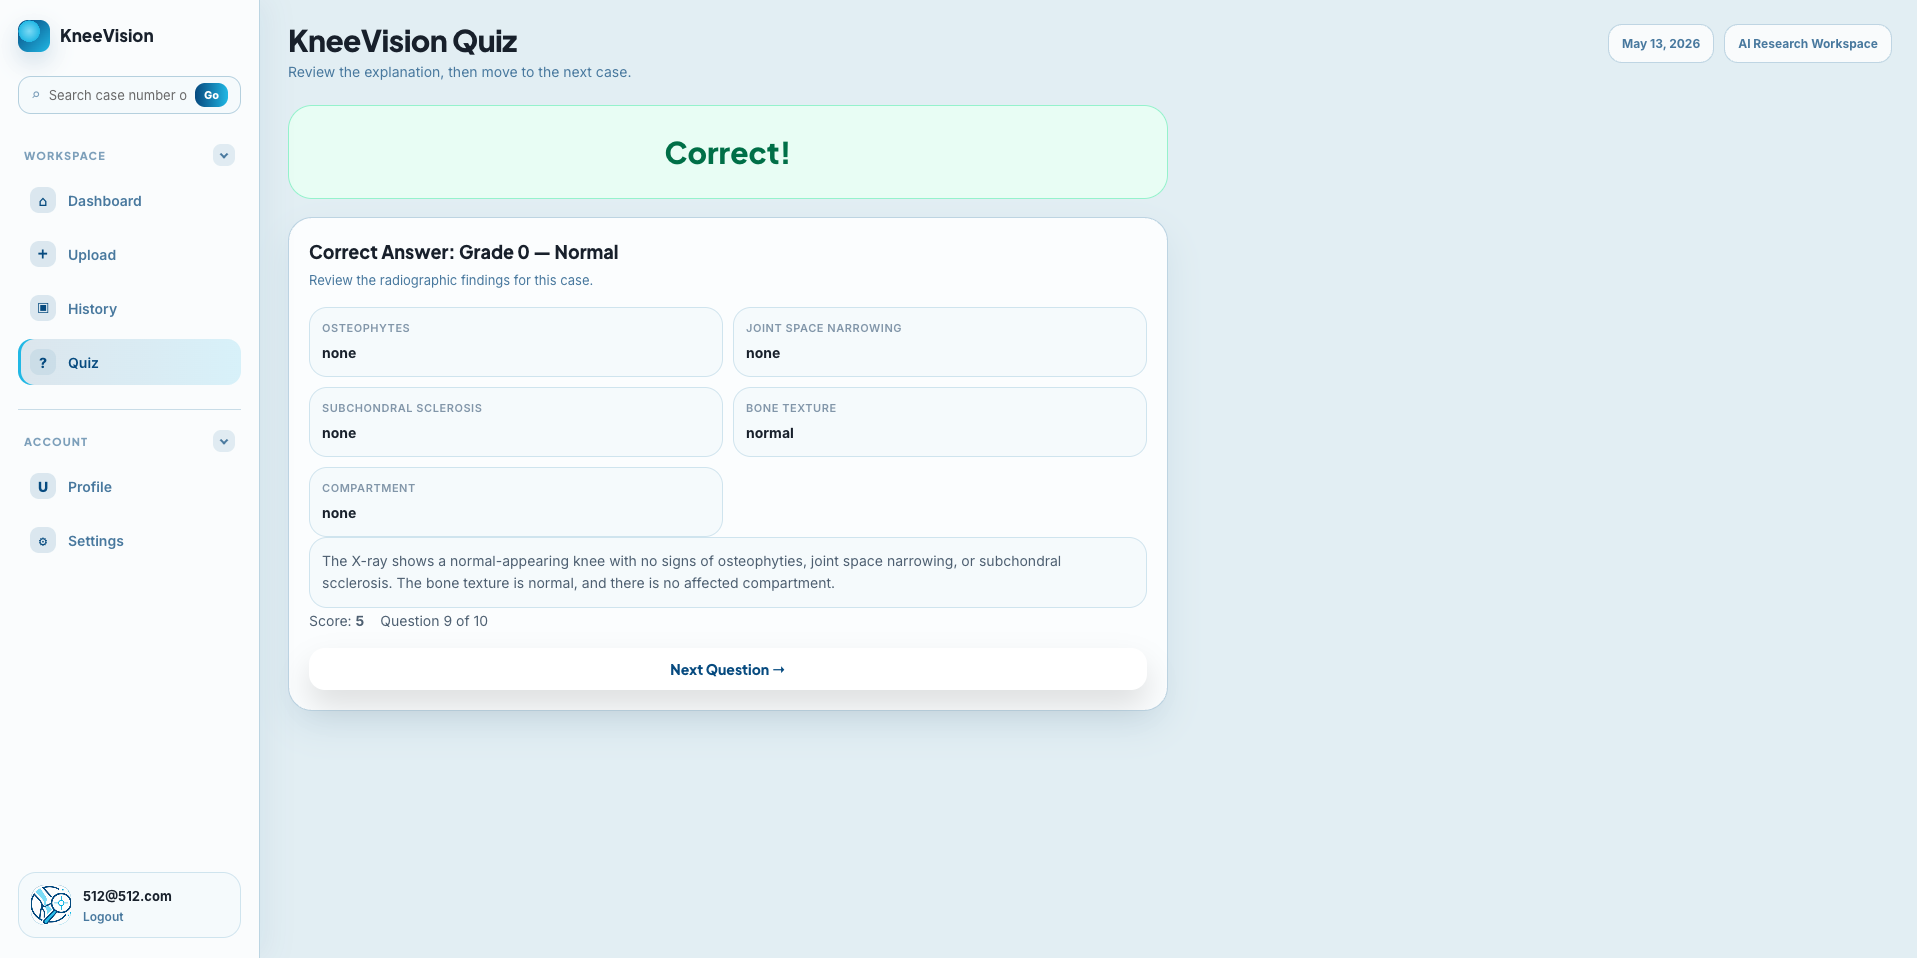 KneeVision
Search case number o
Go
WORKSPACE
Dashboard
Upload
History
? Quiz
ACCOUNT
U Profile
Settings
512@512.com
Logout
KneeVision Quiz
Review the explanation, then move to the next case.
May 13, 2026
AI Research Workspace
Correct!
Correct Answer: Grade 0 — Normal
Review the radiographic findings for this case.
OSTEOPHYTES
none
JOINT SPACE NARROWING
none
SUBCHONDRAL SCLEROSIS
none
BONE TEXTURE
normal
COMPARTMENT
none
The X-ray shows a normal-appearing knee with no signs of osteophyties, joint space narrowing, or subchondral
scclerosis. The bone texture is normal, and there is no affected compartment.
Score: 5 Question 9 of 10
Next Question →